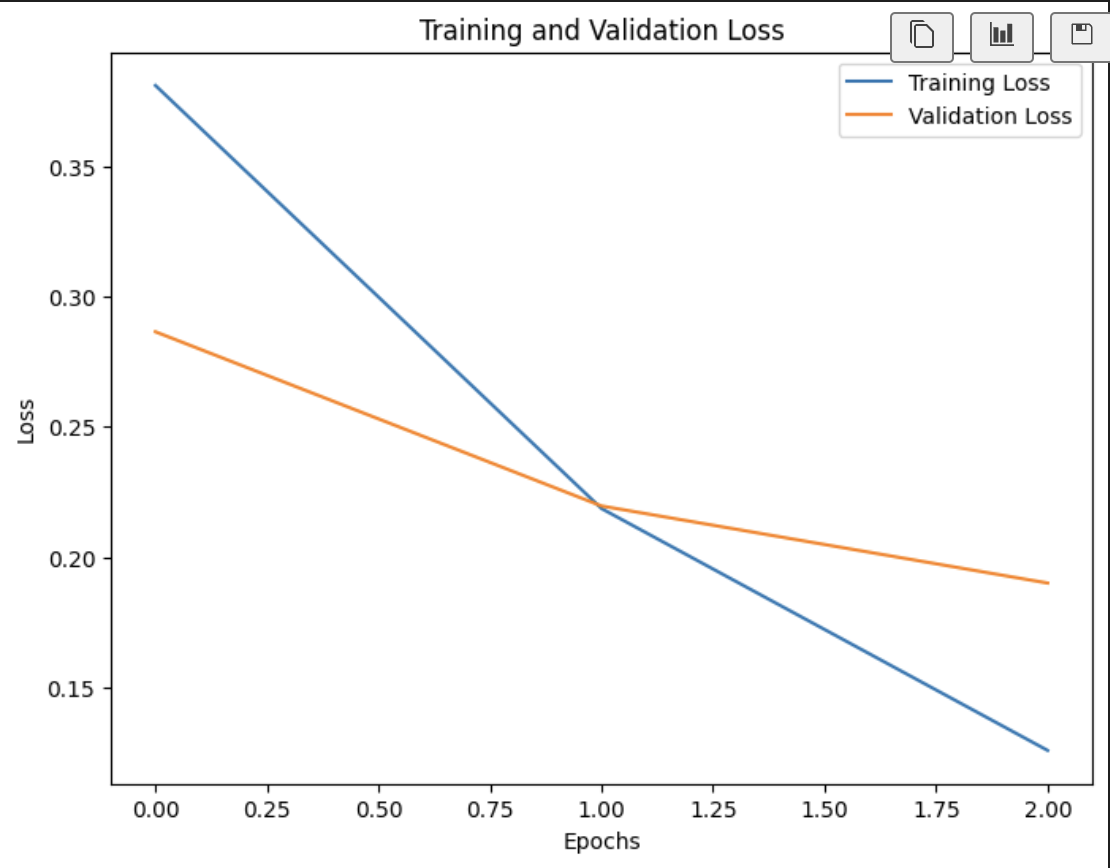 Training and Validation Loss
Training Loss
Validation Loss
0.35
0.30
0.25
0.20
0.15
Loss
0.00 0.25 0.50 0.75 1.00 1.25 1.50 1.75 2.00
Epochs